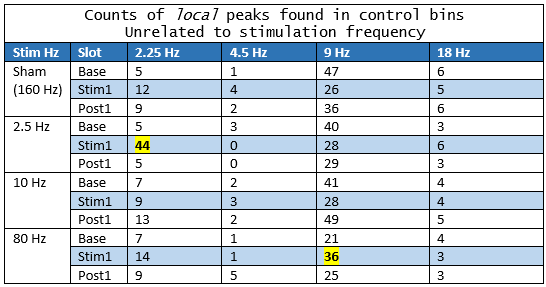 Counts of local peaks found in control bins
Unrelated to stimulation frequency
Stim Hz Slot 2.25 Hz 4.5 Hz 9 Hz 18 Hz
Sham Base 5 1 47 6
(160 Hz) Stim1 12 4 26 5
Post1 9 2 36 6
2.5 Hz Base 5 3 40 3
Stim1 44 0 28 6
Post1 5 0 29 3
10 Hz Base 7 2 41 4
Stim1 9 3 28 4
Post1 13 2 49 5
80 Hz Base 7 1 21 4
Stim1 14 1 36 3
Post1 9 5 25 3